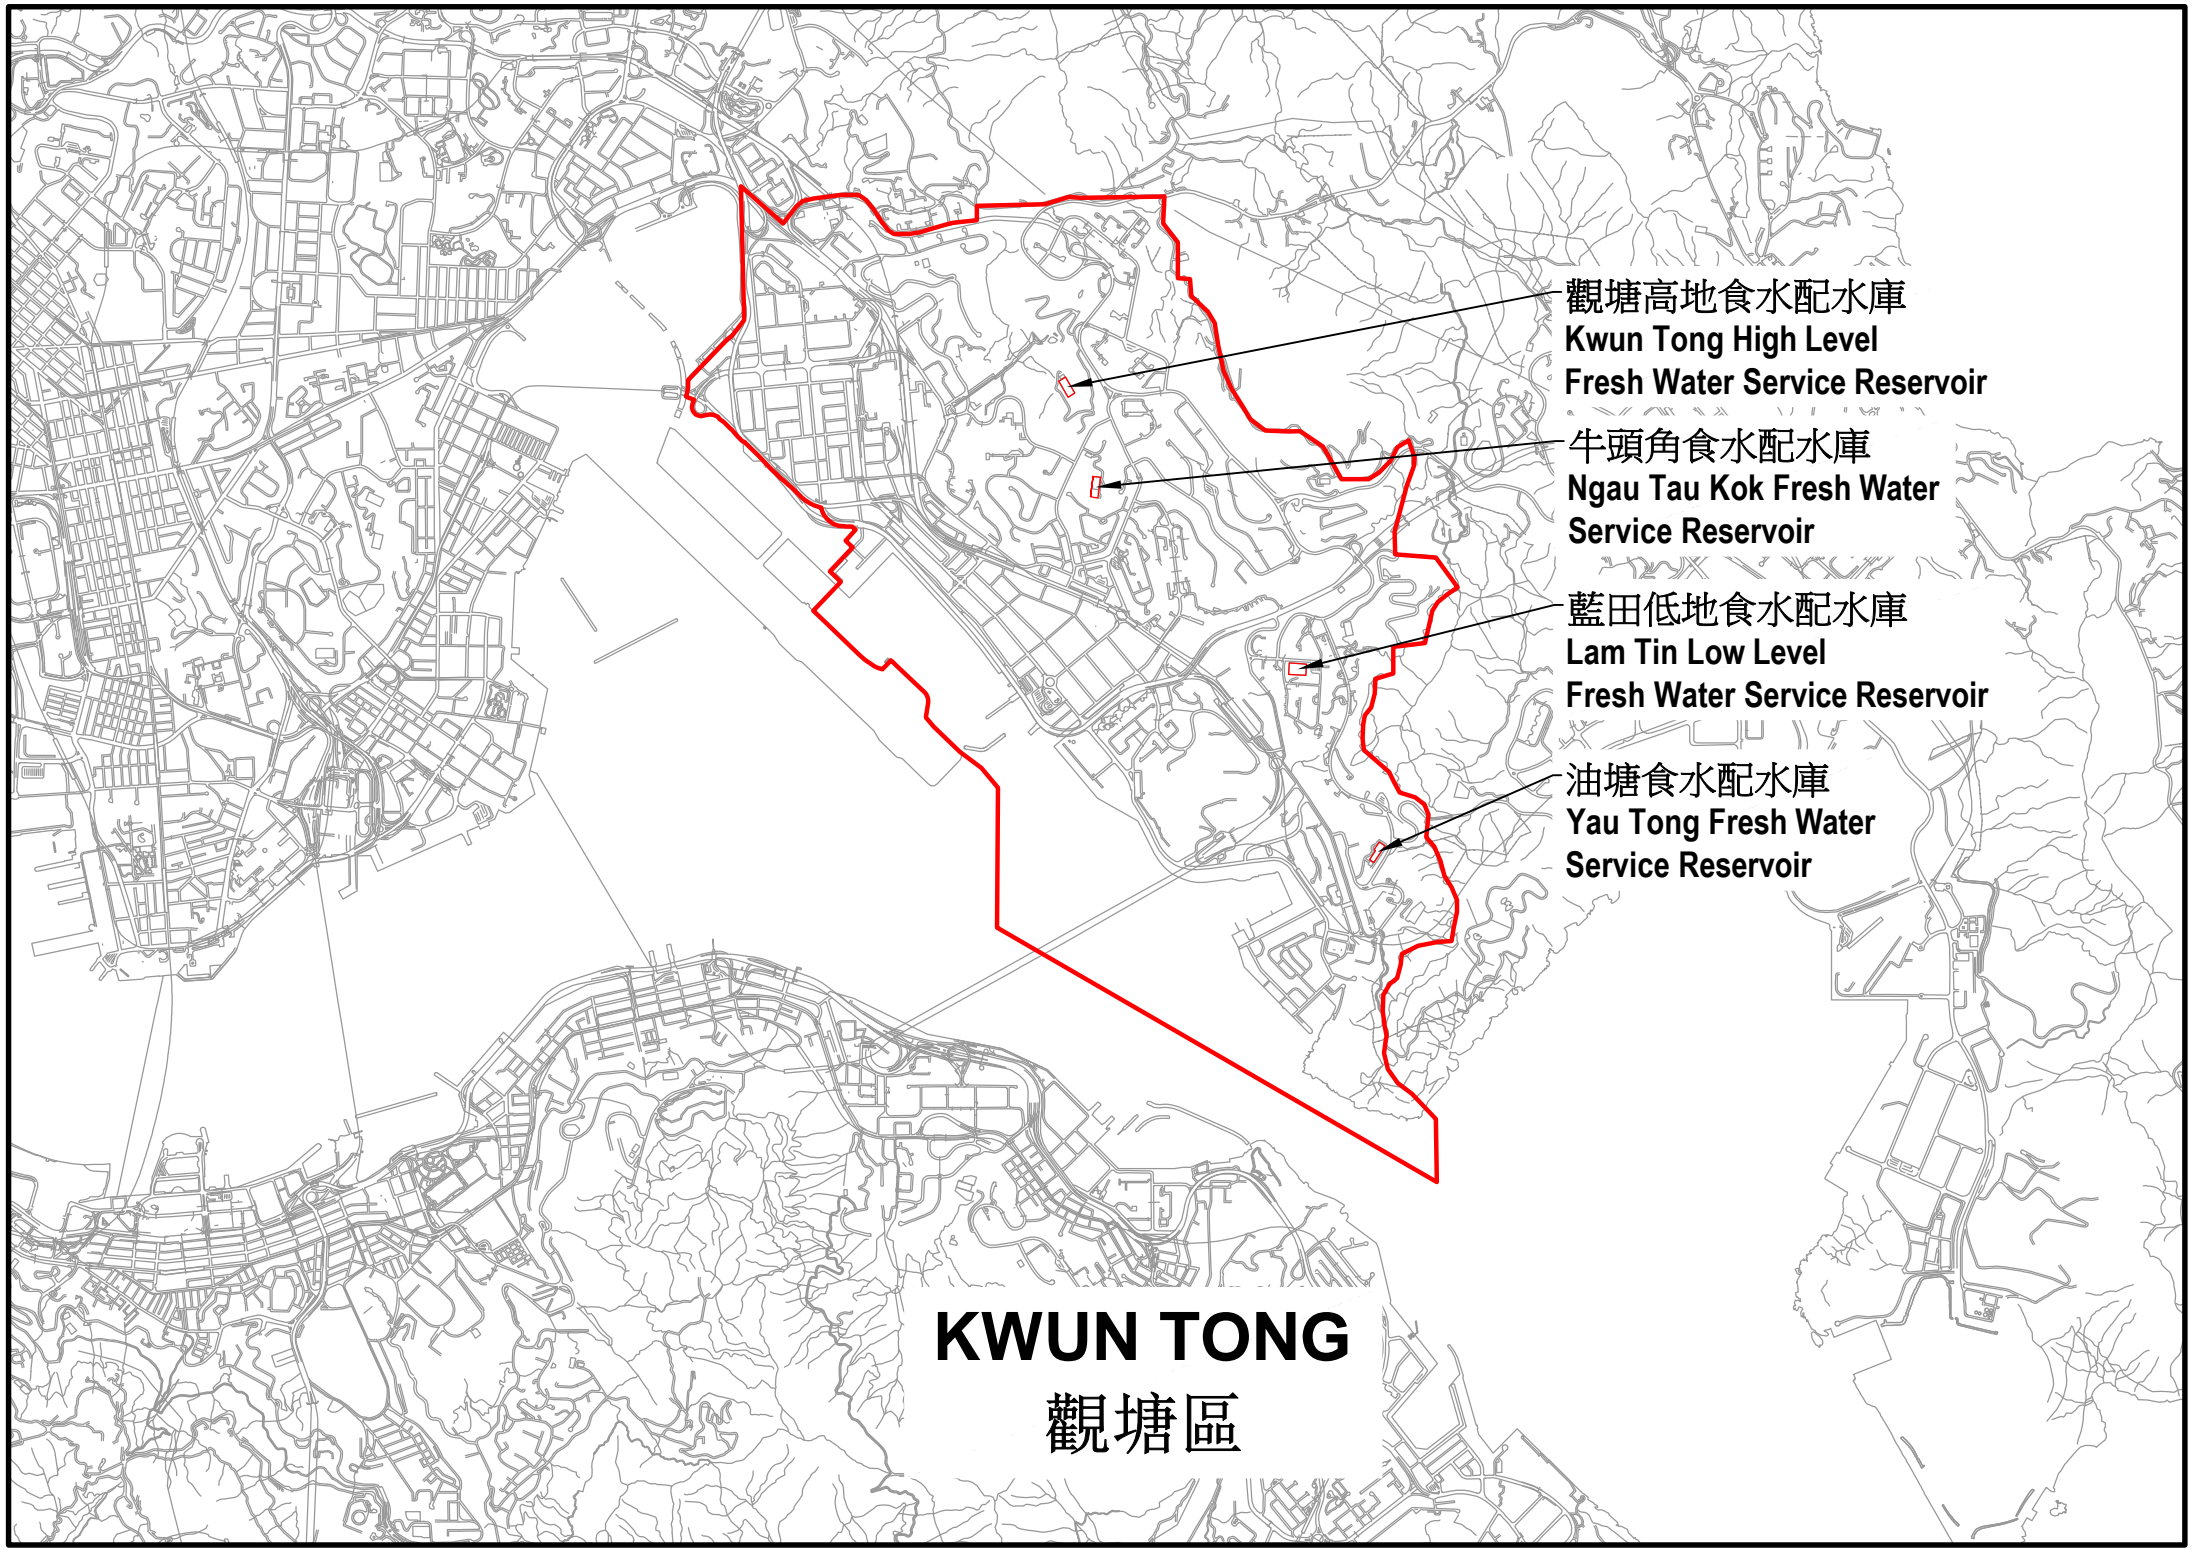 觀塘高地食水配水庫
Kwun Tong High Level
Fresh Water Service Reservoir
牛頭角食水配水庫
Ngau Tau Kok Fresh Water
Service Reservoir
藍田低地食水配水庫
Lam Tin Low Level
Fresh Water Service Reservoir
油塘食水配水庫
Yau Tong Fresh Water
Service Reservoir
KWUN TONG
觀塘區